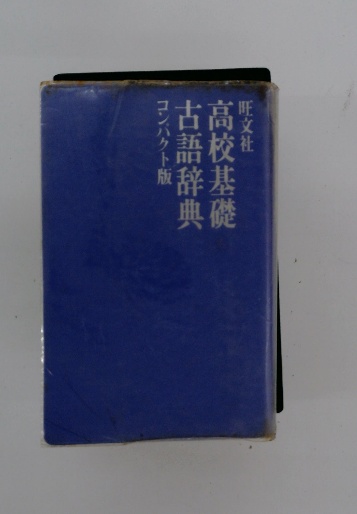 旺文社
高校基礎
古語辞典
コンパクト版